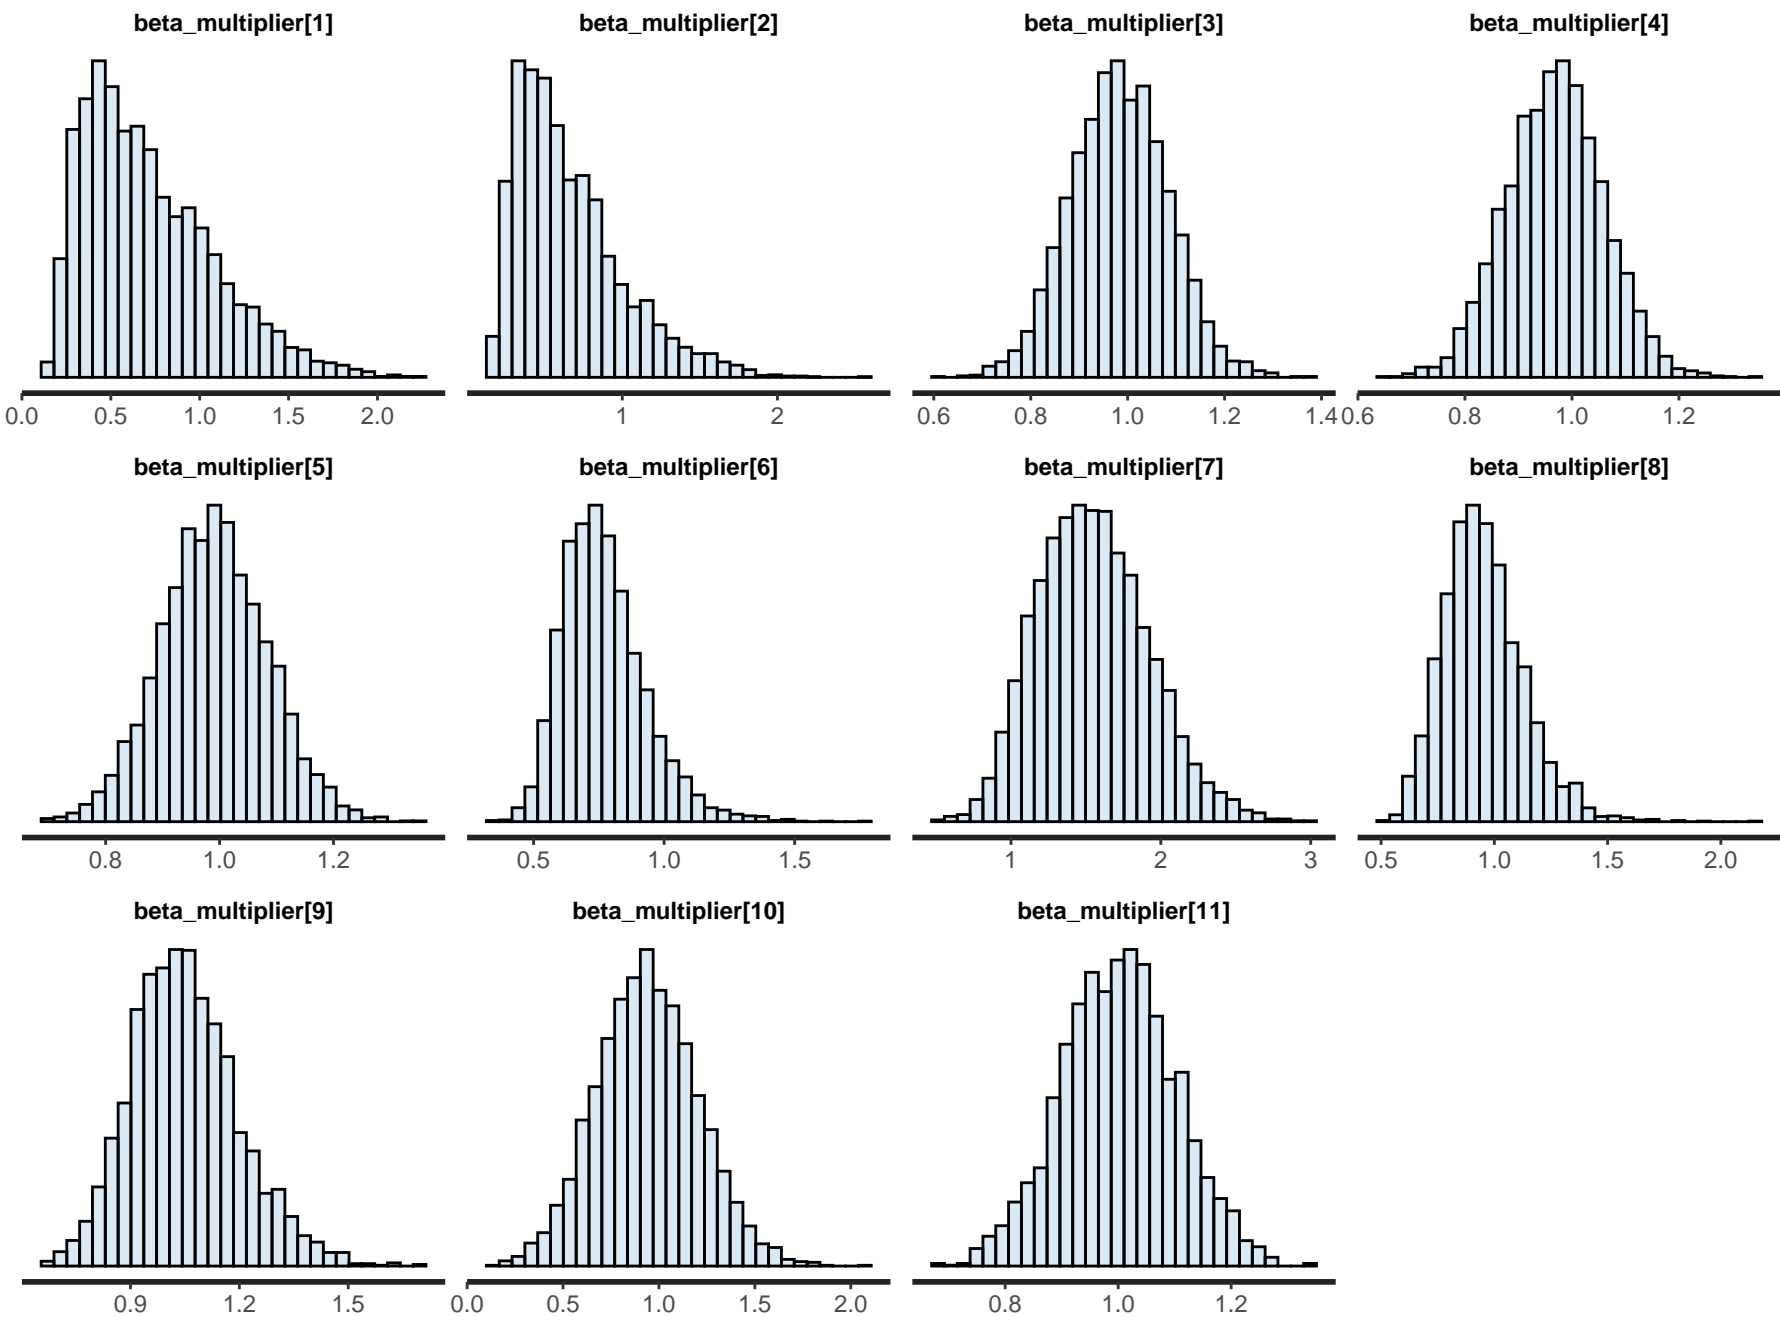 beta_multiplier[1] beta_multiplier[2] beta_multiplier[3] beta_multiplier[4]
0.0 0.5 1.0 1.5 2.0 1 2 0.6 0.8 1.0 1.2 1.4 0.6 0.8 1.0 1.2
beta_multiplier[5] beta_multiplier[6] beta_multiplier[7] beta_multiplier[8]
0.8 1.0 1.2 0.5 1.0 1.5 1 2 3 0.5 1.0 1.5 2.0
beta_multiplier[9] beta_multiplier[10] beta_multiplier[11]
0.9 1.2 1.5 0.0 0.5 1.0 1.5 2.0 0.8 1.0 1.2